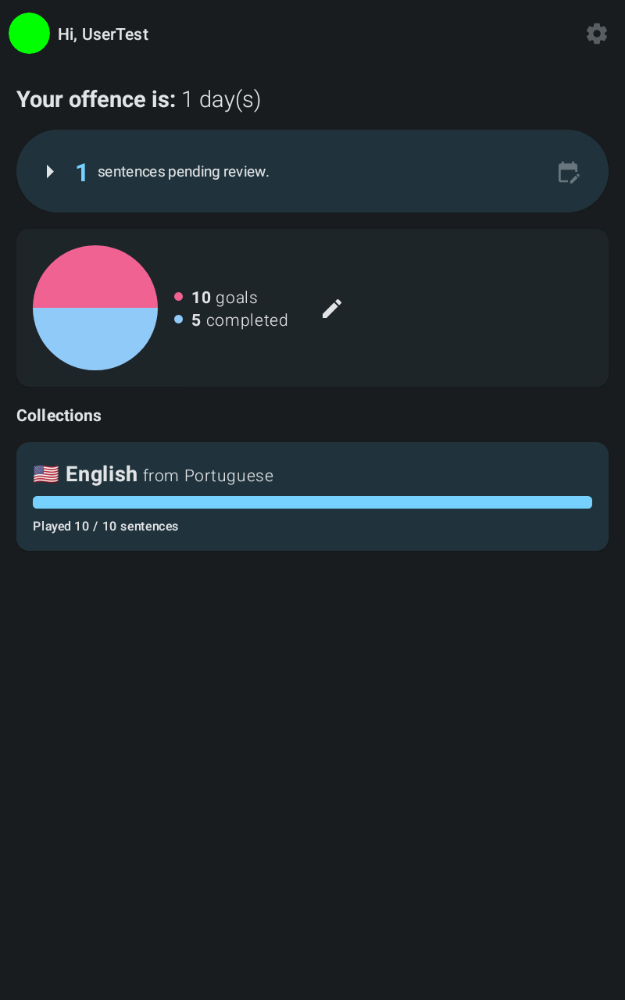 Hi, UserTest
Your offence is: 1 day(s)
1 sentences pending review.
10 goals
5 completed
Collections
English from Portuguese
Played 10 / 10 sentences